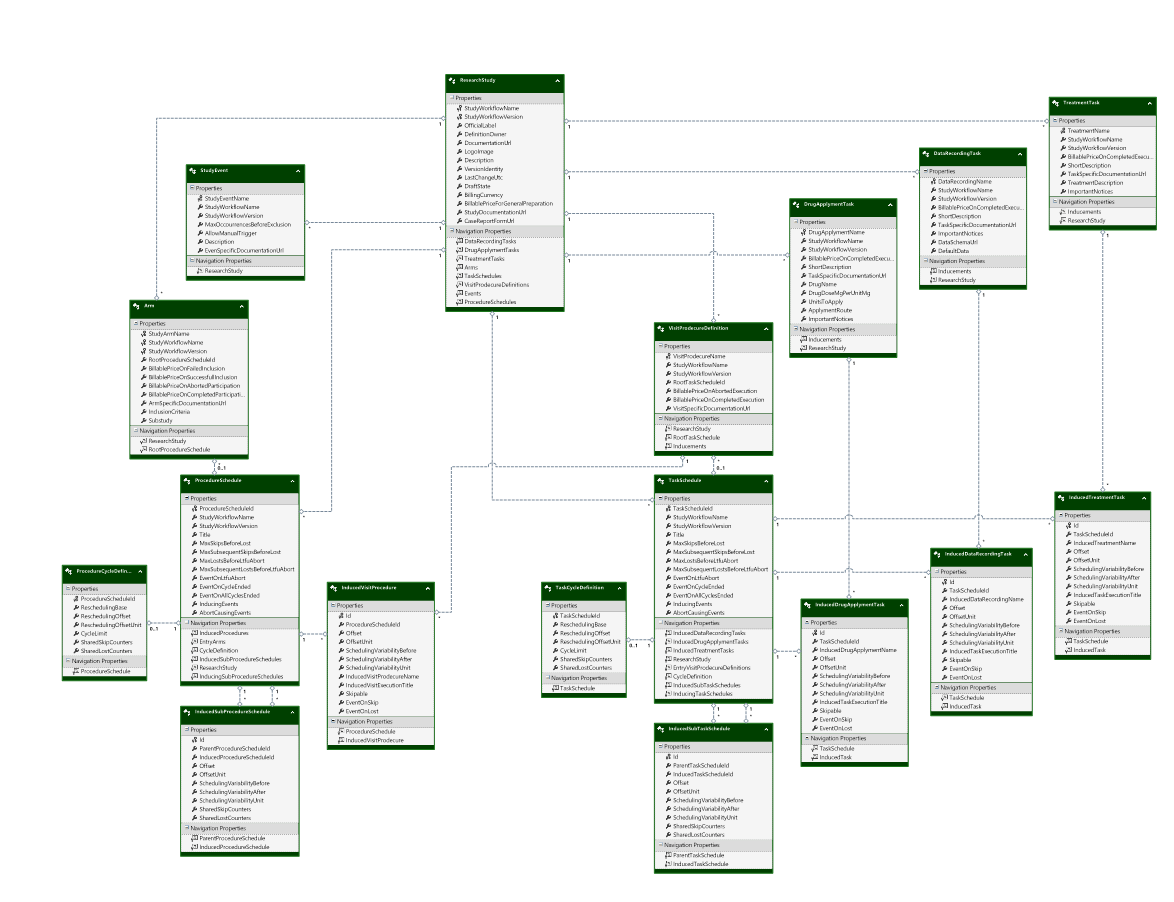 ResearchStudy
Properties
StudyWorkflowName
StudyWorkflowVersion
OfficialLabel
DefinitionOwner
DocumentationUrl
LogoImage
Description
VersionIdentity
LastChangeUtc
DraftState
BillingCurrency
BillablePriceForGeneralPreparation
StudyDocumentationUrl
CaseReportFormUrl
Navigation Properties
DataRecordingTasks
DrugApplymentTasks
TreatmentTasks
Arms
TaskSchedules
VisitProdecureDefinitions
Events
ProcedureSchedules
TreatmentTask
Properties
TreatmentName
StudyWorkflowName
StudyWorkflowVersion
BillablePriceOnCompletedExecu...
ShortDescription
TaskSpecificDocumentationUrl
TreatmentDescription
ImportantNotices
Navigation Properties
Inducements
ResearchStudy
DataRecordingTask
Properties
DataRecordingName
StudyWorkflowName
StudyWorkflowVersion
BillablePriceOnCompletedExecu...
ShortDescription
TaskSpecificDocumentationUrl
ImportantNotices
DataSchemaUrl
DefaultData
Navigation Properties
Inducements
ResearchStudy
StudyEvent
Properties
StudyEventName
StudyWorkflowName
StudyWorkflowVersion
MaxOccurrencesBeforeExclusion
AllowManualTrigger
Description
EvenSpecificDocumentationUrl
Navigation Properties
ResearchStudy
DrugApplymentTask
Properties
DrugApplymentName
StudyWorkflowName
StudyWorkflowVersion
BillablePriceOnCompletedExecu...
ShortDescription
TaskSpecificDocumentationUrl
DrugName
DrugDoseMgPerUnitMg
UnitsToApply
ApplymentRoute
ImportantNotices
Navigation Properties
Inducements
ResearchStudy
Arm
Properties
StudyArmName
StudyWorkflowName
StudyWorkflowVersion
RootProcedureScheduleId
BillablePriceOnFailedInclusion
BillablePriceOnSuccessfullInclusion
BillablePriceOnAbortedParticipation
BillablePriceOnCompletedParticipati...
ArmSpecificDocumentationUrl
InclusionCriteria
Substudy
Navigation Properties
ResearchStudy
RootProcedureSchedule
VisitProdecureDefinition
Properties
VisitProdecureName
StudyWorkflowName
StudyWorkflowVersion
RootTaskScheduleId
BillablePriceOnAbortedExecution
BillablePriceOnCompletedExecution
VisitSpecificDocumentationUrl
Navigation Properties
ResearchStudy
RootTaskSchedule
Inducements
ProcedureSchedule
Properties
ProcedureScheduleId
StudyWorkflowName
StudyWorkflowVersion
Title
MaxSkipsBeforeLost
MaxSubsequentSkipsBeforeLost
MaxLostsBeforeLtfuAbort
MaxSubsequentLostsBeforeLtfuAbort
EventOnLtfuAbort
EventOnCycleEnded
EventOnAllCyclesEnded
InducingEvents
AbortCausingEvents
Navigation Properties
InducedProcedures
EntryArms
CycleDefinition
InducedSubProcedureSchedules
ResearchStudy
InducingSubProcedureSchedules
TaskSchedule
Properties
TaskScheduleId
StudyWorkflowName
StudyWorkflowVersion
Title
MaxSkipsBeforeLost
MaxSubsequentSkipsBeforeLost
MaxLostsBeforeLtfuAbort
MaxSubsequentLostsBeforeLtfuAbort
EventOnLtfuAbort
EventOnCycleEnded
EventOnAllCyclesEnded
InducingEvents
AbortCausingEvents
Navigation Properties
InducedDataRecordingTasks
InducedDrugApplymentTasks
InducedTreatmentTasks
ResearchStudy
EntryVisitProdecureDefinitions
CycleDefinition
InducedSubTaskSchedules
InducingTaskSchedules
InducedTreatmentTask
Properties
Id
TaskScheduleId
InducedTreatmentName
Offset
OffsetUnit
SchedulingVariabilityBefore
SchedulingVariabilityAfter
SchedulingVariabilityUnit
InducedTaskExecutionTitle
Skipable
EventOnSkip
EventOnLost
Navigation Properties
TaskSchedule
InducedTask
InducedDataRecordingTask
Properties
Id
TaskScheduleId
InducedDataRecordingName
Offset
OffsetUnit
SchedulingVariabilityBefore
SchedulingVariabilityAfter
SchedulingVariabilityUnit
InducedTaskExecutionTitle
Skipable
EventOnSkip
EventOnLost
Navigation Properties
TaskSchedule
InducedTask
ProcedureCycleDefin...
Properties
ProcedureScheduleId
ReschedulingBase
ReschedulingOffset
ReschedulingOffsetUnit
CycleLimit
SharedSkipCounters
SharedLostCounters
Navigation Properties
ProcedureSchedule
InducedVisitProcedure
Properties
Id
ProcedureScheduleId
Offset
OffsetUnit
SchedulingVariabilityBefore
SchedulingVariabilityAfter
SchedulingVariabilityUnit
InducedVisitProdecureName
InducedVisitExecutionTitle
Skipable
EventOnSkip
EventOnLost
Navigation Properties
ProcedureSchedule
InducedVisitProdecure
TaskCycleDefinition
Properties
TaskScheduleId
ReschedulingBase
ReschedulingOffset
ReschedulingOffsetUnit
CycleLimit
SharedSkipCounters
SharedLostCounters
Navigation Properties
TaskSchedule
InducedDrugApplymentTask
Properties
Id
TaskScheduleId
InducedDrugApplymentName
Offset
OffsetUnit
SchedulingVariabilityBefore
SchedulingVariabilityAfter
SchedulingVariabilityUnit
InducedTaskExecutionTitle
Skipable
EventOnSkip
EventOnLost
Navigation Properties
TaskSchedule
InducedTask
InducedSubProcedureSchedule
Properties
Id
ParentProcedureScheduleId
InducedProcedureScheduleId
Offset
OffsetUnit
SchedulingVariabilityBefore
SchedulingVariabilityAfter
SchedulingVariabilityUnit
SharedSkipCounters
SharedLostCounters
Navigation Properties
ParentProcedureSchedule
InducedProcedureSchedule
InducedSubTaskSchedule
Properties
Id
ParentTaskScheduleId
InducedTaskScheduleId
Offset
OffsetUnit
SchedulingVariabilityBefore
SchedulingVariabilityAfter
SchedulingVariabilityUnit
SharedSkipCounters
SharedLostCounters
Navigation Properties
ParentTaskSchedule
InducedTaskSchedule